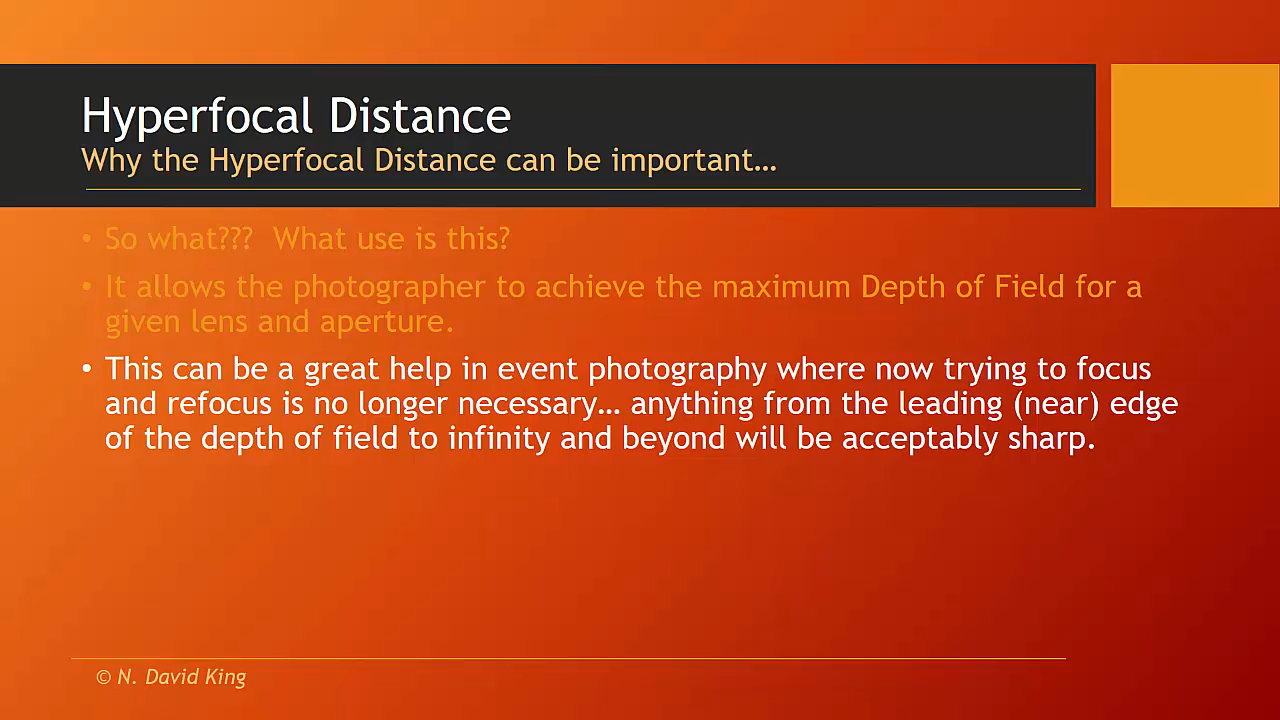 Hyperfocal Distance
Why the Hyperfocal Distance can be important…
• So what???  What use is this?
• It allows the photographer to achieve the maximum Depth of Field for a
given lens and aperture.
• This can be a great help in event photography where now trying to focus
and refocus is no longer necessary… anything from the leading (near) edge
of the depth of field to infinity and beyond will be acceptably sharp.
© N. David King